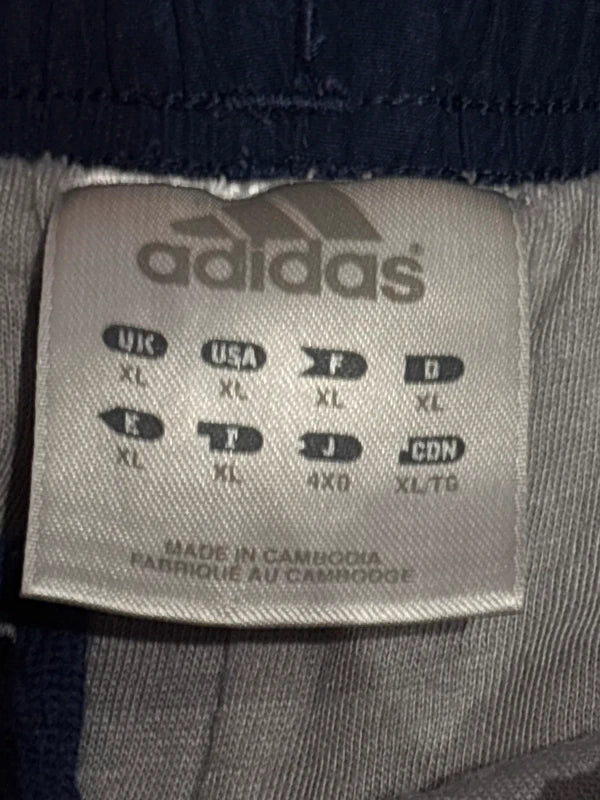 adidas®
UK USA F D
XL XL XL XL
E I J CDN
XL XL 4XO XL/TG
MADE IN CAMBODIA
FABRIQUÉ AU CAMBODGE